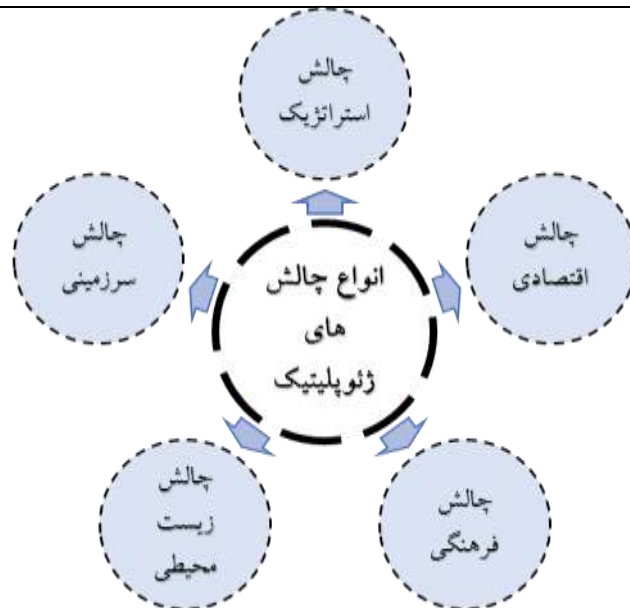 چالش
استراتژیک
چالش
اقتصادی
چالش
سرزمینی
انواع چالش
های
ژئوپلیتیک
چالش
فرهنگی
چالش
زیست
محیطی